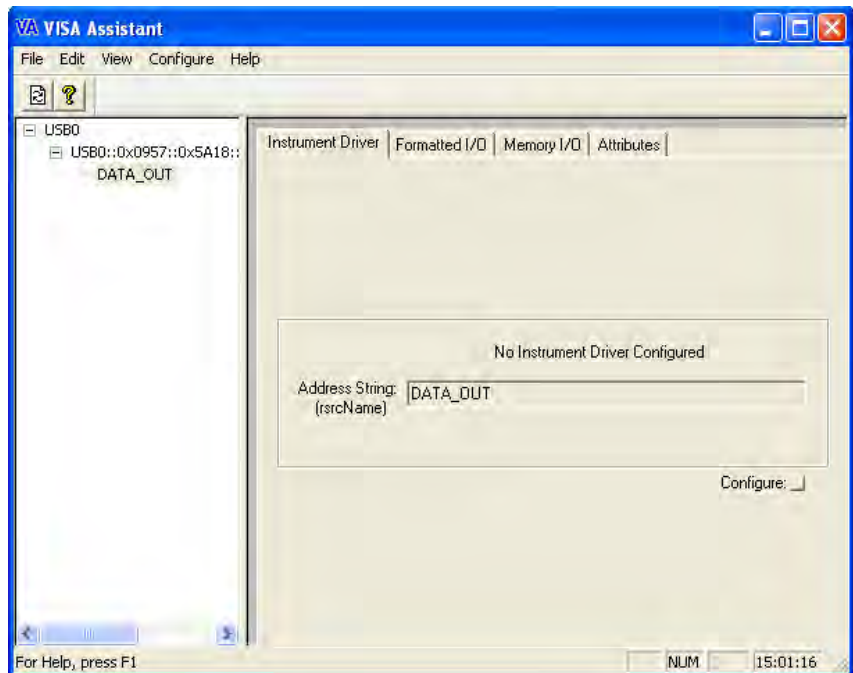 VA VISA Assistant
File Edit View Configure Help
USB0
USB0::0x0957::0x5A18::
DATA_OUT
Instrument Driver Formatted I/O Memory I/O Attributes
No Instrument Driver Configured
Address String: DATA_OUT
(rsrcName)
Configure:
For Help, press F1 NUM 15:01:16